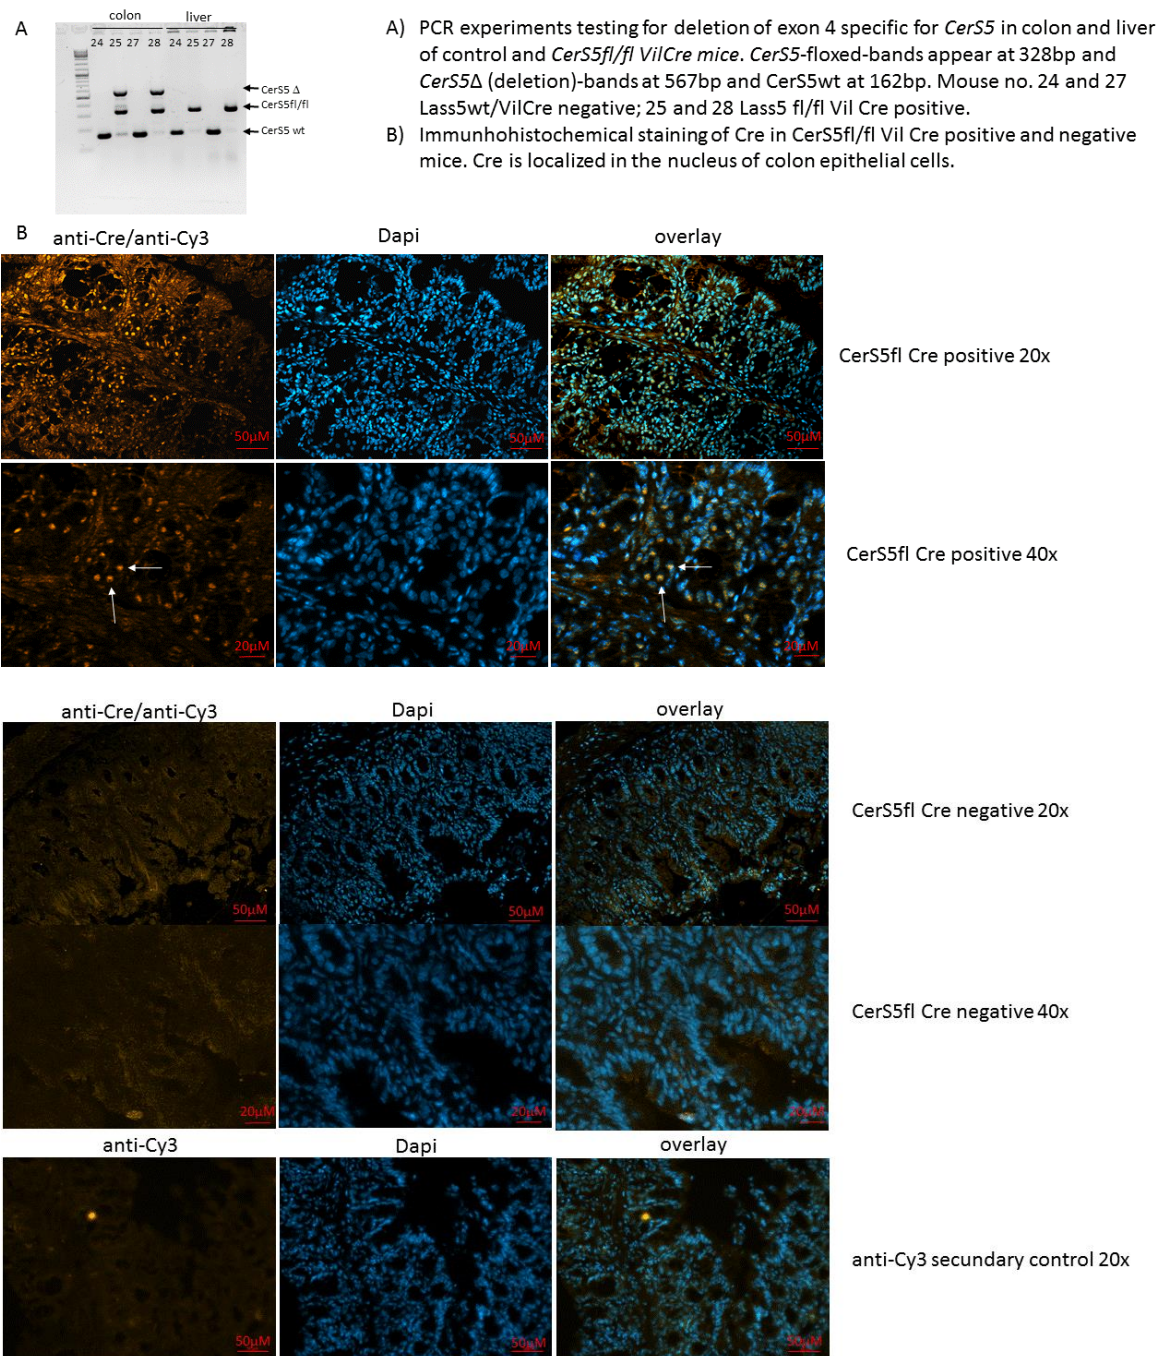 A
colon
liver
24 25 27 28 24 25 27 28
CerS5 Δ
CerS5fl/fl
CerS5 wt
A) PCR experiments testing for deletion of exon 4 specific for CerS5 in colon and liver
of control and CerS5fl/fl VilCre mice. CerS5-floxed-bands appear at 328bp and
CerS5Δ (deletion)-bands at 567bp and CerS5wt at 162bp. Mouse no. 24 and 27
Lass5wt/VilCre negative; 25 and 28 Lass5 fl/fl Vil Cre positive.
B) Immunhohistochemical staining of Cre in CerS5fl/fl Vil Cre positive and negative
mice. Cre is localized in the nucleus of colon epithelial cells.
B
anti-Cre/anti-Cy3 Dapi overlay
50µM 50µM 50µM
CerS5fl Cre positive 20x
20µM 20µM 20µM
CerS5fl Cre positive 40x
anti-Cre/anti-Cy3 Dapi overlay
50µM 50µM 50µM
CerS5fl Cre negative 20x
20µM 20µM 20µM
CerS5fl Cre negative 40x
anti-Cy3 Dapi overlay
50µM 50µM 50µM
anti-Cy3 secundary control 20x